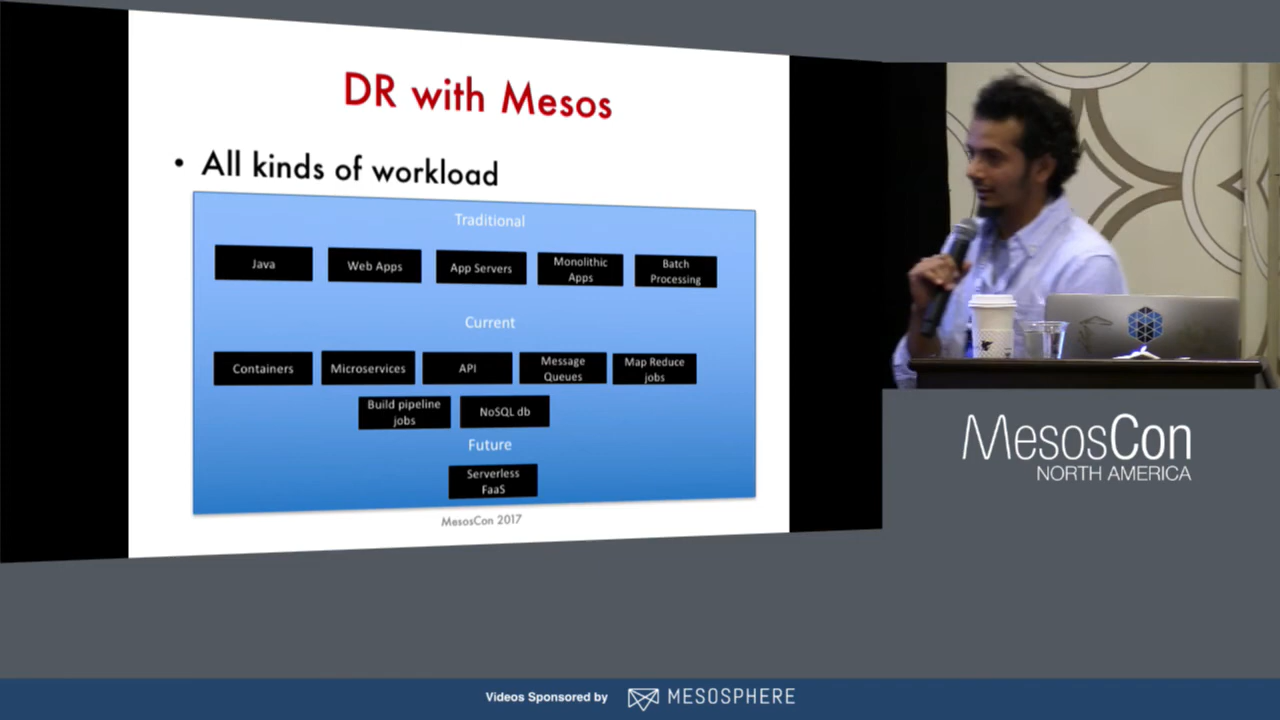 DR with Mesos
• All kinds of workload
Traditional
Java
Web Apps
App Servers
Monolithic
Apps
Batch
Processing
Current
Containers
Microservices
API
Message
Queues
Map Reduce
jobs
Build pipeline
jobs
NoSQL db
Future
Serverless
FaaS
MesosCon 2017
MesosCon
NORTH AMERICA
Videos Sponsored by
MESOSPHERE